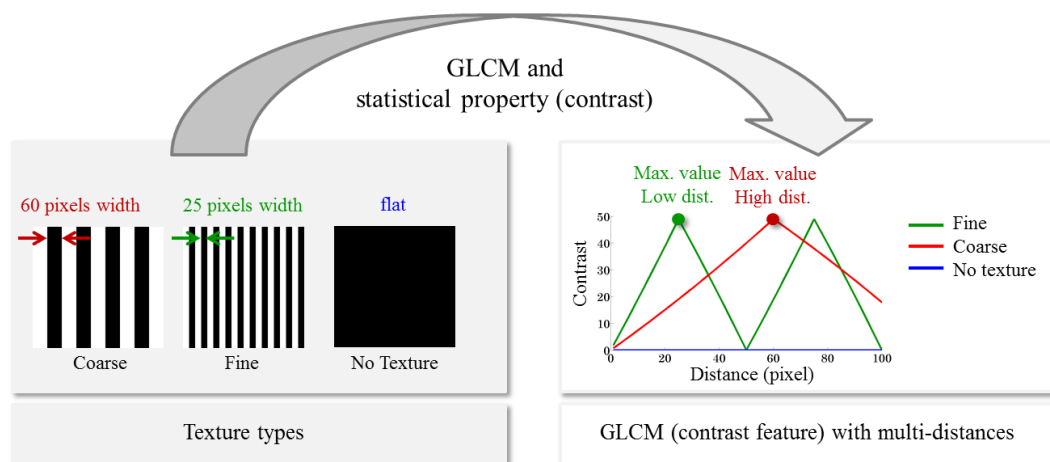 GLCM and
statistical property (contrast)
60 pixels width
25 pixels width
flat
Coarse
Fine
No Texture
Texture types
Max. value
Low dist.
Max. value
High dist.
50
40
30
20
10
0
Contrast
0 20 40 60 80 100
Distance (pixel)
Fine
Coarse
No texture
GLCM (contrast feature) with multi-distances